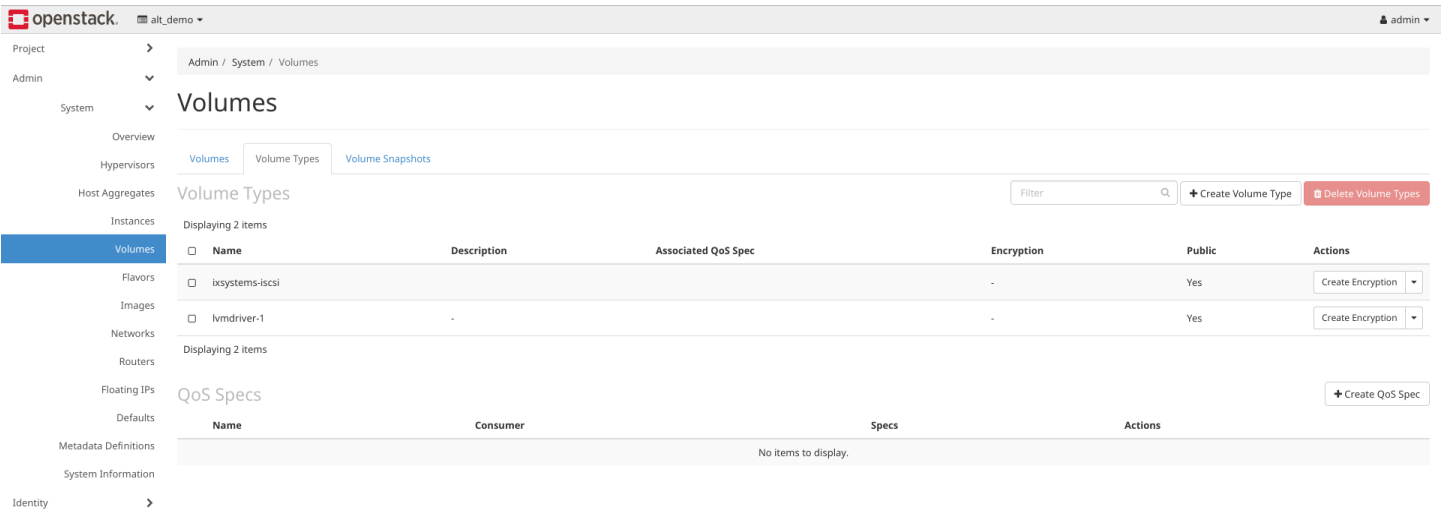 openstack. alt_demo admin
Project
Admin
System
Overview
Hypervisors
Host Aggregates
Instances
Volumes
Flavors
Images
Networks
Routers
Floating IPs
Defaults
Metadata Definitions
System Information
Identity
Admin / System / Volumes
Volumes
Volumes Volume Types Volume Snapshots
Volume Types Filter + Create Volume Type Delete Volume Types
Displaying 2 items
Name Description Associated QoS Spec Encryption Public Actions
ixsystems-iscsi - Yes Create Encryption
lvmdriver-1 - - Yes Create Encryption
Displaying 2 items
QoS Specs + Create QoS Spec
Name Consumer Specs Actions
No items to display.